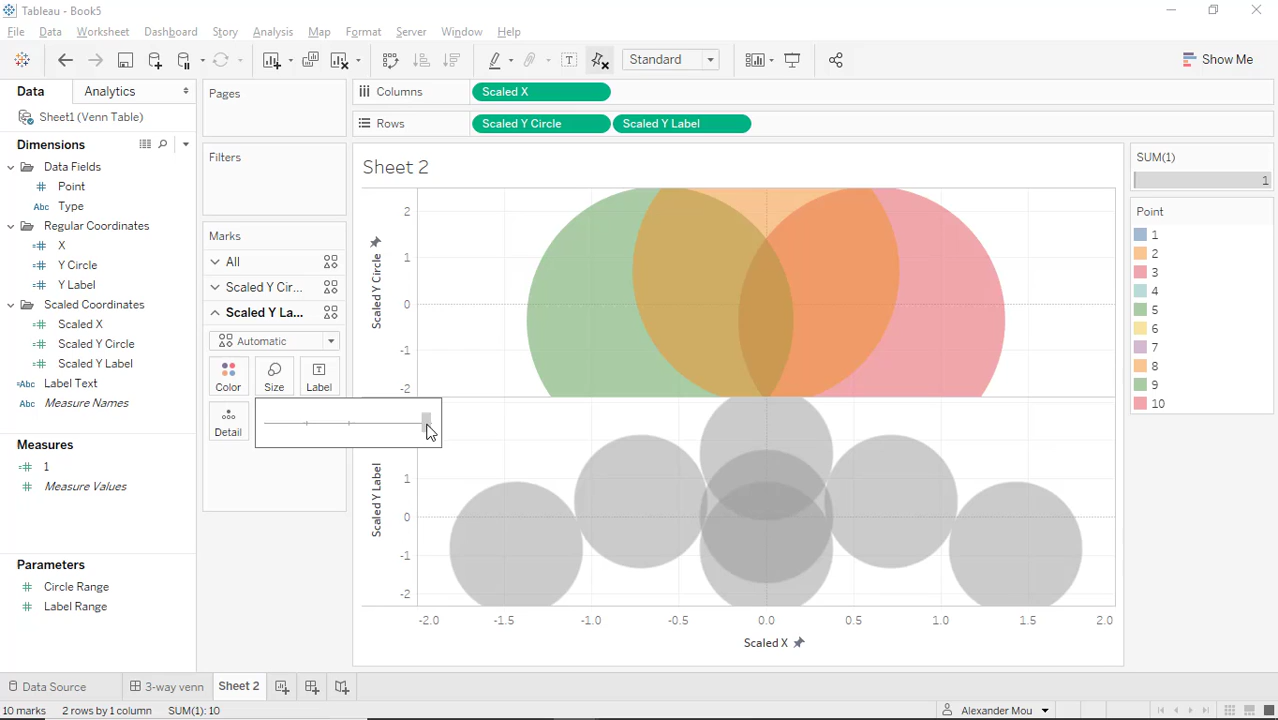 Tableau - Book5
File Data Worksheet Dashboard Story Analysis Map Format Server Window Help
Standard
Show Me
Data Analytics
Sheet1 (Venn Table)
Dimensions
Data Fields
# Point
Abc Type
Regular Coordinates
# X
# Y Circle
# Y Label
Scaled Coordinates
=# Scaled X
=# Scaled Y Circle
=# Scaled Y Label
=Abc Label Text
Abc Measure Names
Measures
=# 1
# Measure Values
Parameters
# Circle Range
# Label Range
Pages
Filters
Marks
All
Scaled Y Cir...
Scaled Y La...
Automatic
Color Size Label
Detail
Columns Scaled X
Rows Scaled Y Circle Scaled Y Label
Sheet 2
Scaled Y Circle
2
1
0
-1
-2
Scaled Y Label
1
0
-1
-2
-2.0 -1.5 -1.0 -0.5 0.0 0.5 1.0 1.5 2.0
Scaled X
SUM(1)
1
Point
1
2
3
4
5
6
7
8
9
10
Data Source 3-way venn Sheet 2
10 marks 2 rows by 1 column SUM(1): 10 Alexander Mou